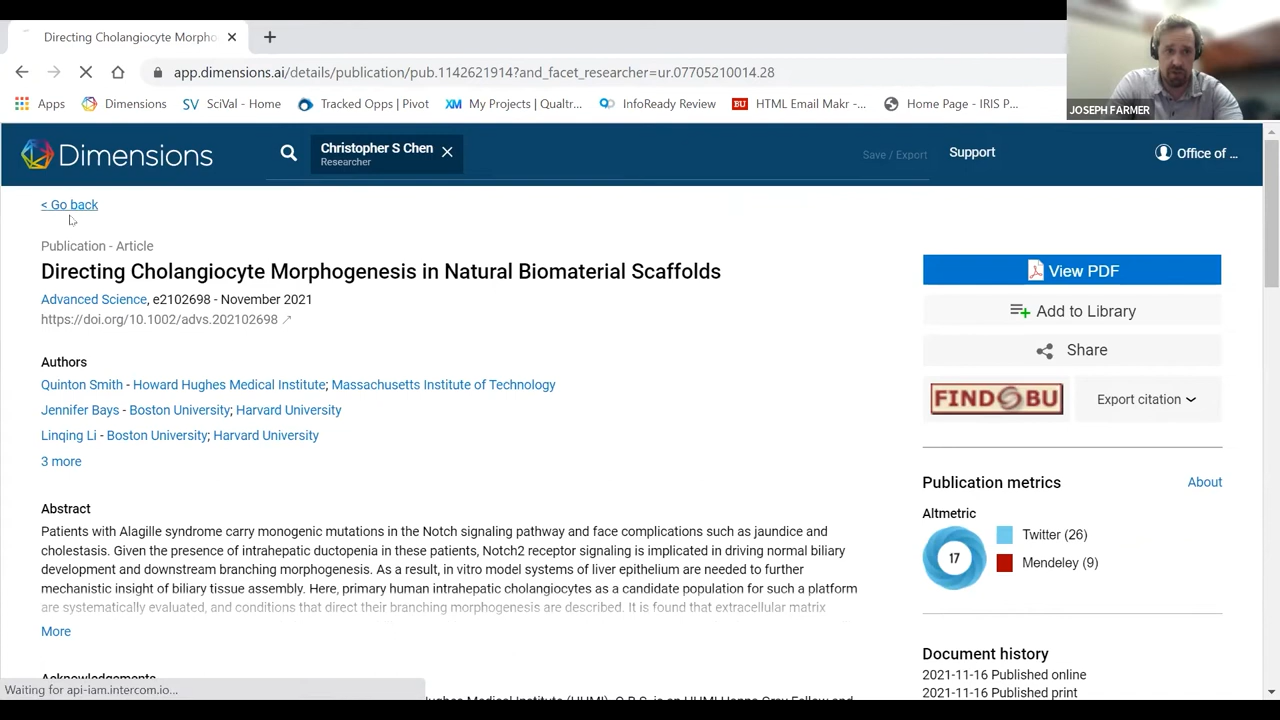 Directing Cholangiocyte Morpho
app.dimensions.ai/details/publication/pub.1142621914?and_facet_researcher=ur.07705210014.28
JOSEPH FARMER
Apps Dimensions SciVal - Home Tracked Opps | Pivot My Projects | Qualtr... InfoReady Review HTML Email Makr -... Home Page - IRIS P...
Dimensions
Christopher S Chen
Researcher
Save / Export
Support
Office of ...
< Go back
Publication - Article
Directing Cholangiocyte Morphogenesis in Natural Biomaterial Scaffolds
Advanced Science, e2102698 - November 2021
https://doi.org/10.1002/advs.202102698
Authors
Quinton Smith - Howard Hughes Medical Institute; Massachusetts Institute of Technology
Jennifer Bays - Boston University; Harvard University
Linqing Li - Boston University; Harvard University
3 more
Abstract
Patients with Alagille syndrome carry monogenic mutations in the Notch signaling pathway and face complications such as jaundice and
cholestasis. Given the presence of intrahepatic ductopenia in these patients, Notch2 receptor signaling is implicated in driving normal biliary
development and downstream branching morphogenesis. As a result, in vitro model systems of liver epithelium are needed to further
mechanistic insight of biliary tissue assembly. Here, primary human intrahepatic cholangiocytes as a candidate population for such a platform
are systematically evaluated, and conditions that direct their branching morphogenesis are described. It is found that extracellular matrix
More
View PDF
Add to Library
Share
FIND@BU
Export citation
Publication metrics
About
Altmetric
17
Twitter (26)
Mendeley (9)
Document history
2021-11-16 Published online
2021-11-16 Published print
Waiting for api-iam.intercom.io...